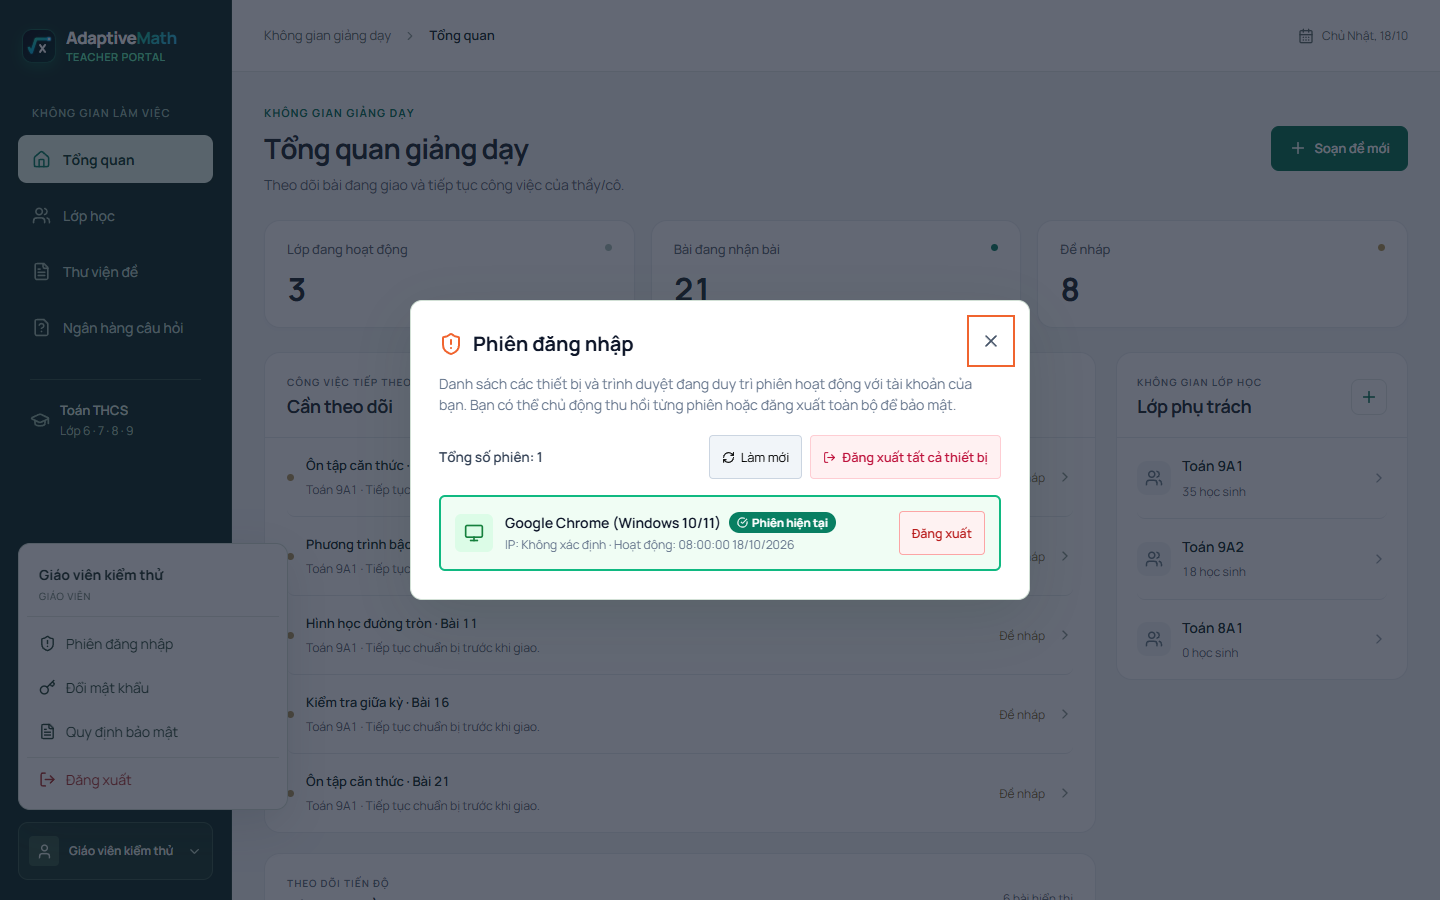 AdaptiveMath
TEACHER PORTAL
KHÔNG GIAN LÀM VIỆC
Tổng quan
Lớp học
Thư viện đề
Ngân hàng câu hỏi
Toán THCS
Lớp 6 · 7 · 8 · 9
Giáo viên kiểm thử
GIÁO VIÊN
Phiên đăng nhập
Đổi mật khẩu
Quy định bảo mật
Đăng xuất
Giáo viên kiểm thử
Không gian giảng dạy > Tổng quan
Chủ Nhật, 18/10
KHÔNG GIAN GIẢNG DẠY
Tổng quan giảng dạy
Theo dõi bài đang giao và tiếp tục công việc của thầy/cô.
Soạn đề mới
Lớp đang hoạt động
3
Bài đang nhận bài
21
Đề nháp
8
Phiên đăng nhập
Danh sách các thiết bị và trình duyệt đang duy trì phiên hoạt động với tài khoản của
bạn. Bạn có thể chủ động thu hồi từng phiên hoặc đăng xuất toàn bộ để bảo mật.
Tổng số phiên: 1
Làm mới
Đăng xuất tất cả thiết bị
Google Chrome (Windows 10/11)
Phiên hiện tại
IP: Không xác định · Hoạt động: 08:00:00 18/10/2026
Đăng xuất
CÔNG VIỆC TIẾP THEO
Cần theo dõi
Ôn tập căn thức ·
Toán 9A1 · Tiếp tục
Phương trình bậc
Toán 9A1 · Tiếp tục
Hình học đường tròn · Bài 11
Toán 9A1 · Tiếp tục chuẩn bị trước khi giao.
Đề nháp
Kiểm tra giữa kỳ · Bài 16
Toán 9A1 · Tiếp tục chuẩn bị trước khi giao.
Đề nháp
Ôn tập căn thức · Bài 21
Toán 9A1 · Tiếp tục chuẩn bị trước khi giao.
Đề nháp
KHÔNG GIAN LỚP HỌC
Lớp phụ trách
Toán 9A1
35 học sinh
Toán 9A2
18 học sinh
Toán 8A1
0 học sinh
THEO DÕI TIẾN ĐỘ
6 bài hiển thị